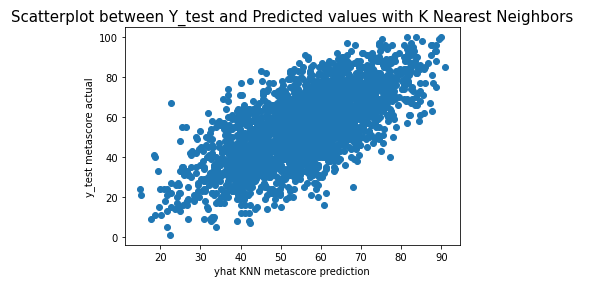 Scatterplot between Y_test and Predicted values with K Nearest Neighbors
100
80
60
40
20
0
y_test metascore actual
20 30 40 50 60 70 80 90
yhat KNN metascore prediction